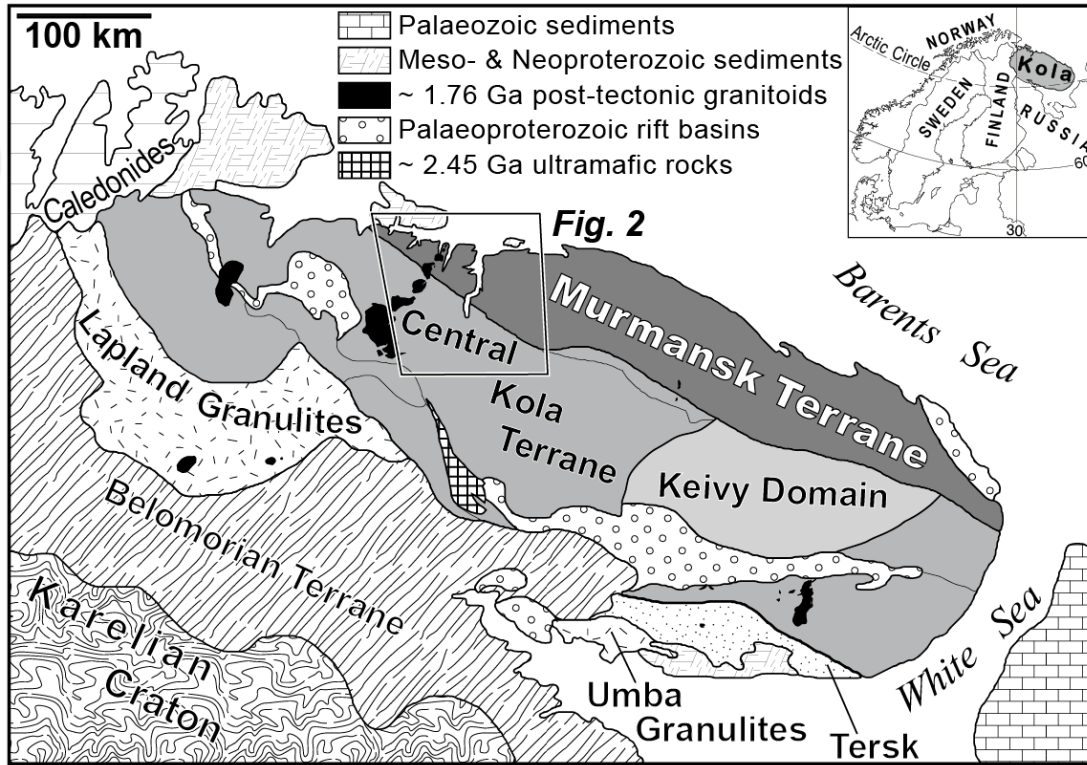 100 km
Palaeozoic sediments
Meso- & Neoproterozoic sediments
~ 1.76 Ga post-tectonic granitoids
Palaeoproterozoic rift basins
~ 2.45 Ga ultramafic rocks
Arctic Circle
NORWAY
Kola
SWEDEN
FINLAND
RUSSIA
60
30
Caledonides
Fig. 2
Barents Sea
Murmansk Terrane
Central
Kola
Terrane
Lapland Granulites
Keivy Domain
Belomorian Terrane
Karelian
Craton
White Sea
Umba
Granulites
Tersk